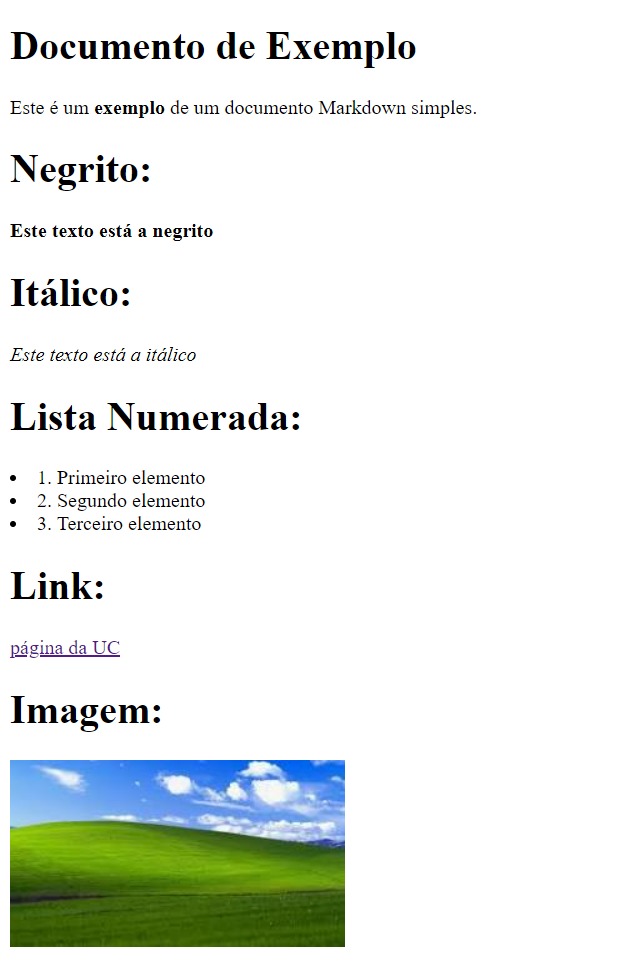 Documento de Exemplo
Este é um exemplo de um documento Markdown simples.
Negrito:
Este texto está a negrito
Itálico:
Este texto está a itálico
Lista Numerada:
• 1. Primeiro elemento
• 2. Segundo elemento
• 3. Terceiro elemento
Link:
página da UC
Imagem: